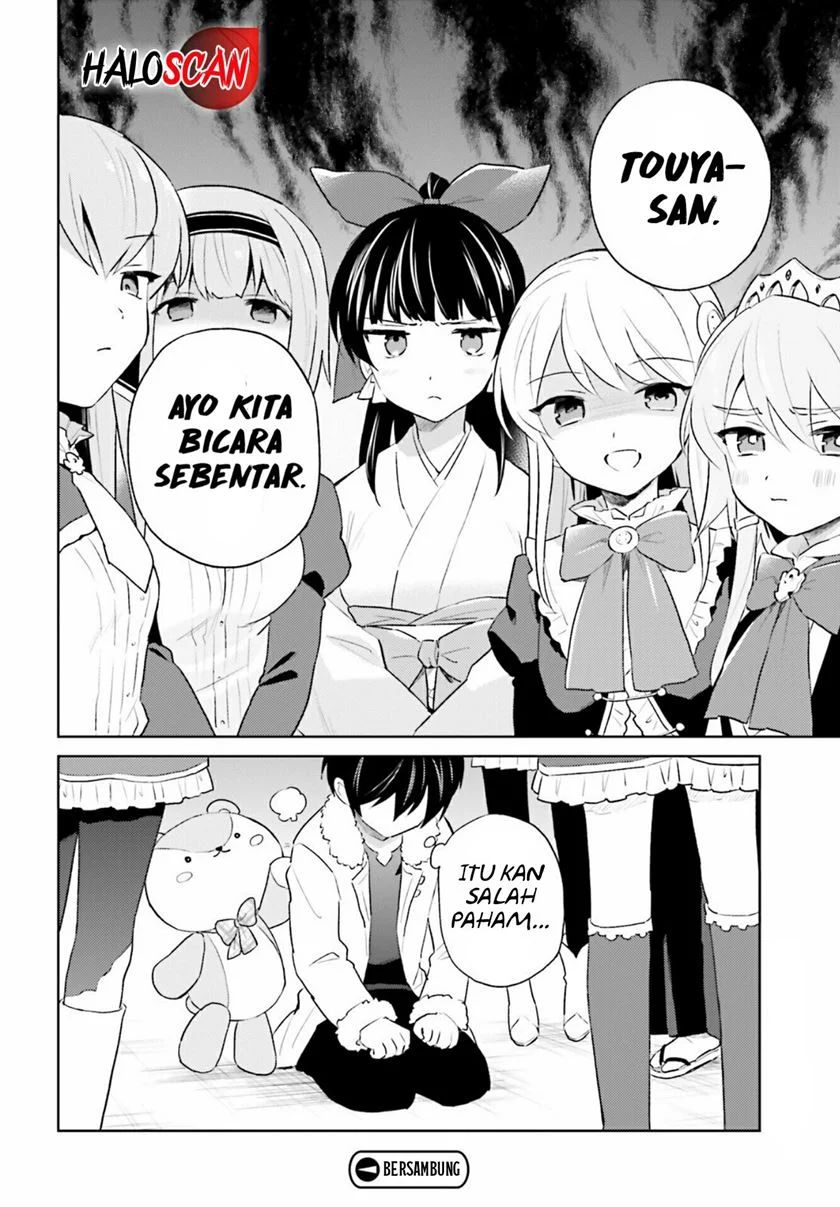 HALOSCAN
TOUYA-
SAN.
AYO KITA
BICARA
SEBENTAR.
ITU KAN
SALAH
PAHAM...
BERSAMBUNG